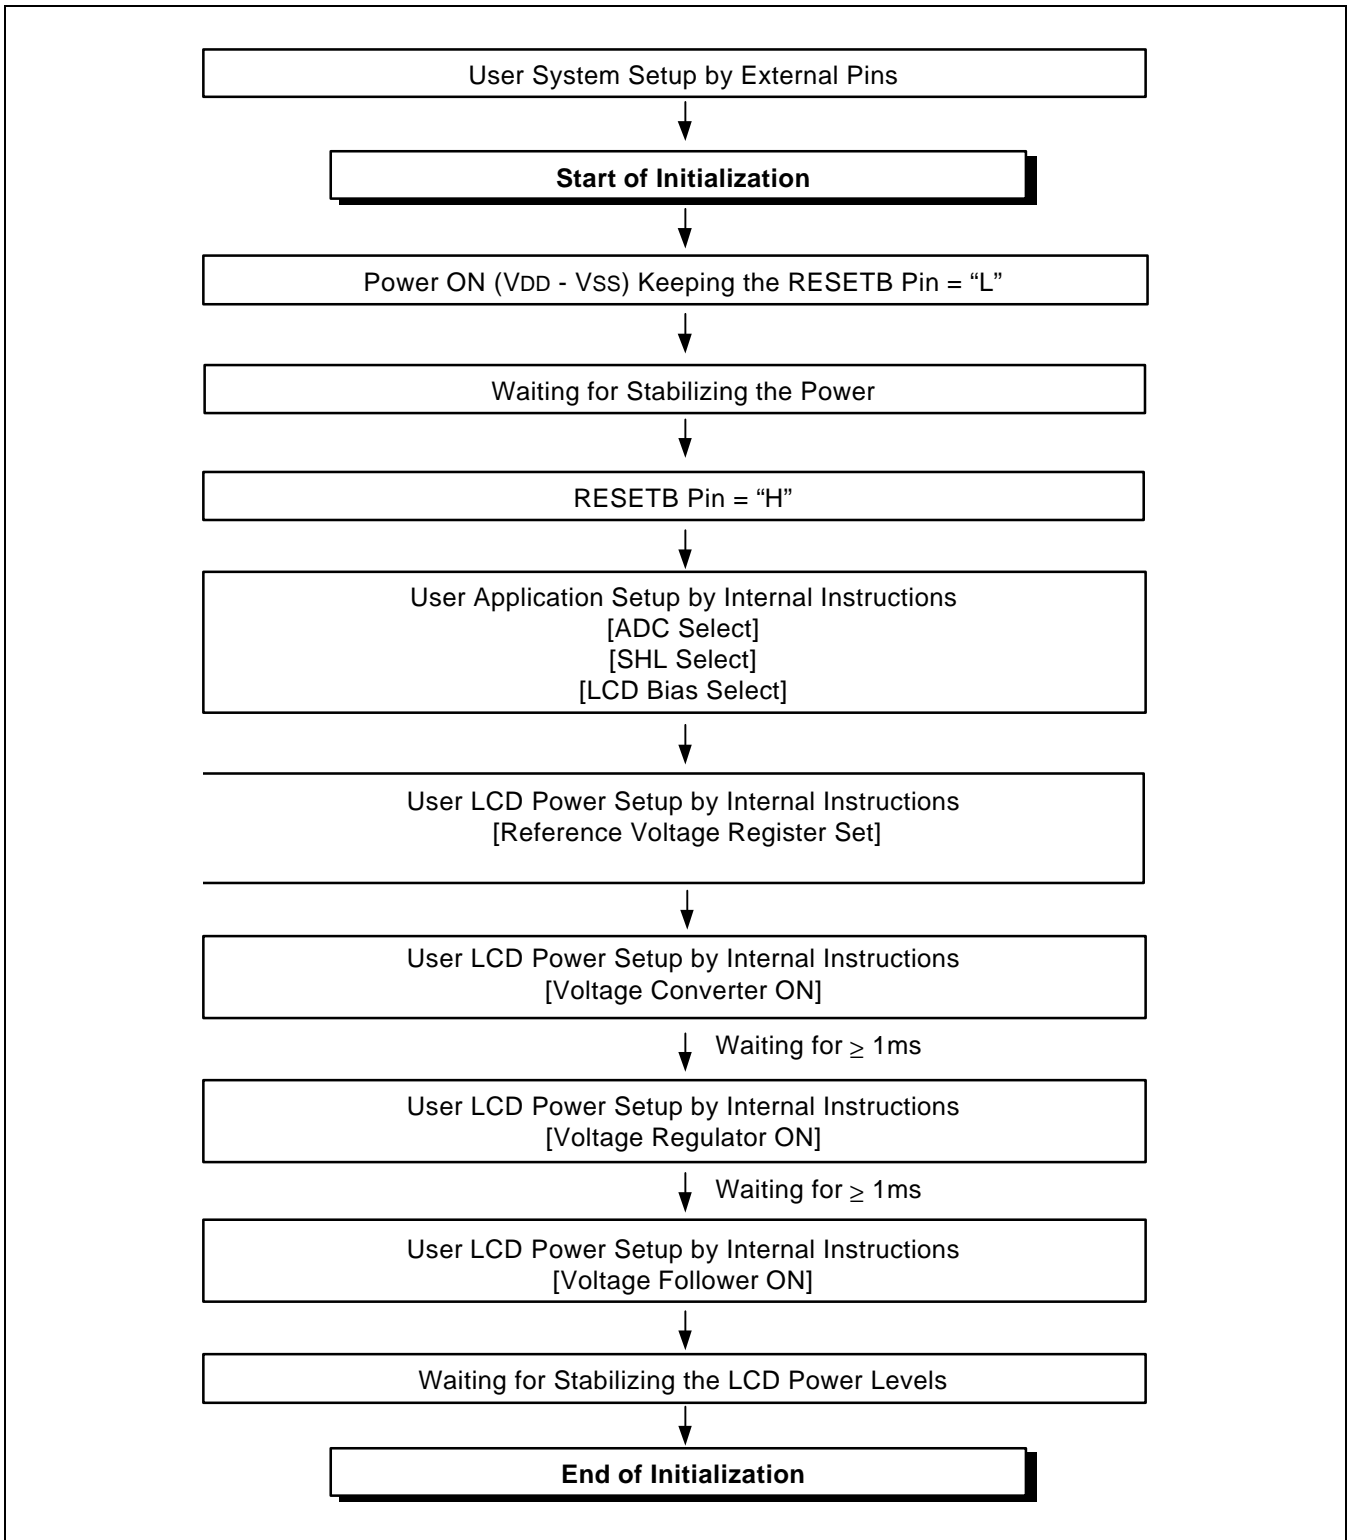 User System Setup by External Pins
Start of Initialization
Power ON (VDD - VSS) Keeping the RESETB Pin = “L”
Waiting for Stabilizing the Power
RESETB Pin = “H”
User Application Setup by Internal Instructions
[ADC Select]
[SHL Select]
[LCD Bias Select]
User LCD Power Setup by Internal Instructions
[Reference Voltage Register Set]
User LCD Power Setup by Internal Instructions
[Voltage Converter ON]
Waiting for ≥ 1ms
User LCD Power Setup by Internal Instructions
[Voltage Regulator ON]
Waiting for ≥ 1ms
User LCD Power Setup by Internal Instructions
[Voltage Follower ON]
Waiting for Stabilizing the LCD Power Levels
End of Initialization